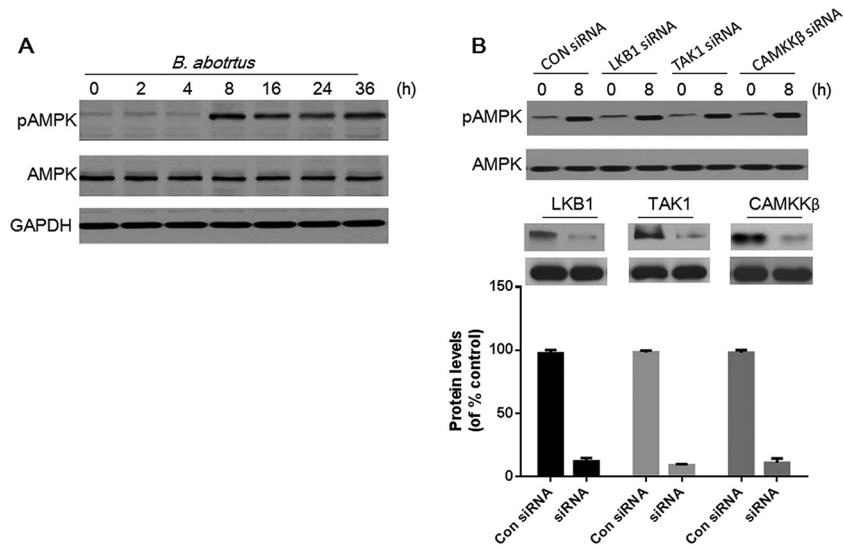 A
B. abotrtus
0 2 4 8 16 24 36 (h)
pAMPK
AMPK
GAPDH
B
CON siRNA LKB1 siRNA TAK1 siRNA CAMKKβ siRNA
0 8 0 8 0 8 0 8 (h)
pAMPK
AMPK
LKB1 TAK1 CAMKKβ
150
100
50
0
Protein levels
(of % control)
Con siRNA siRNA Con siRNA siRNA Con siRNA siRNA